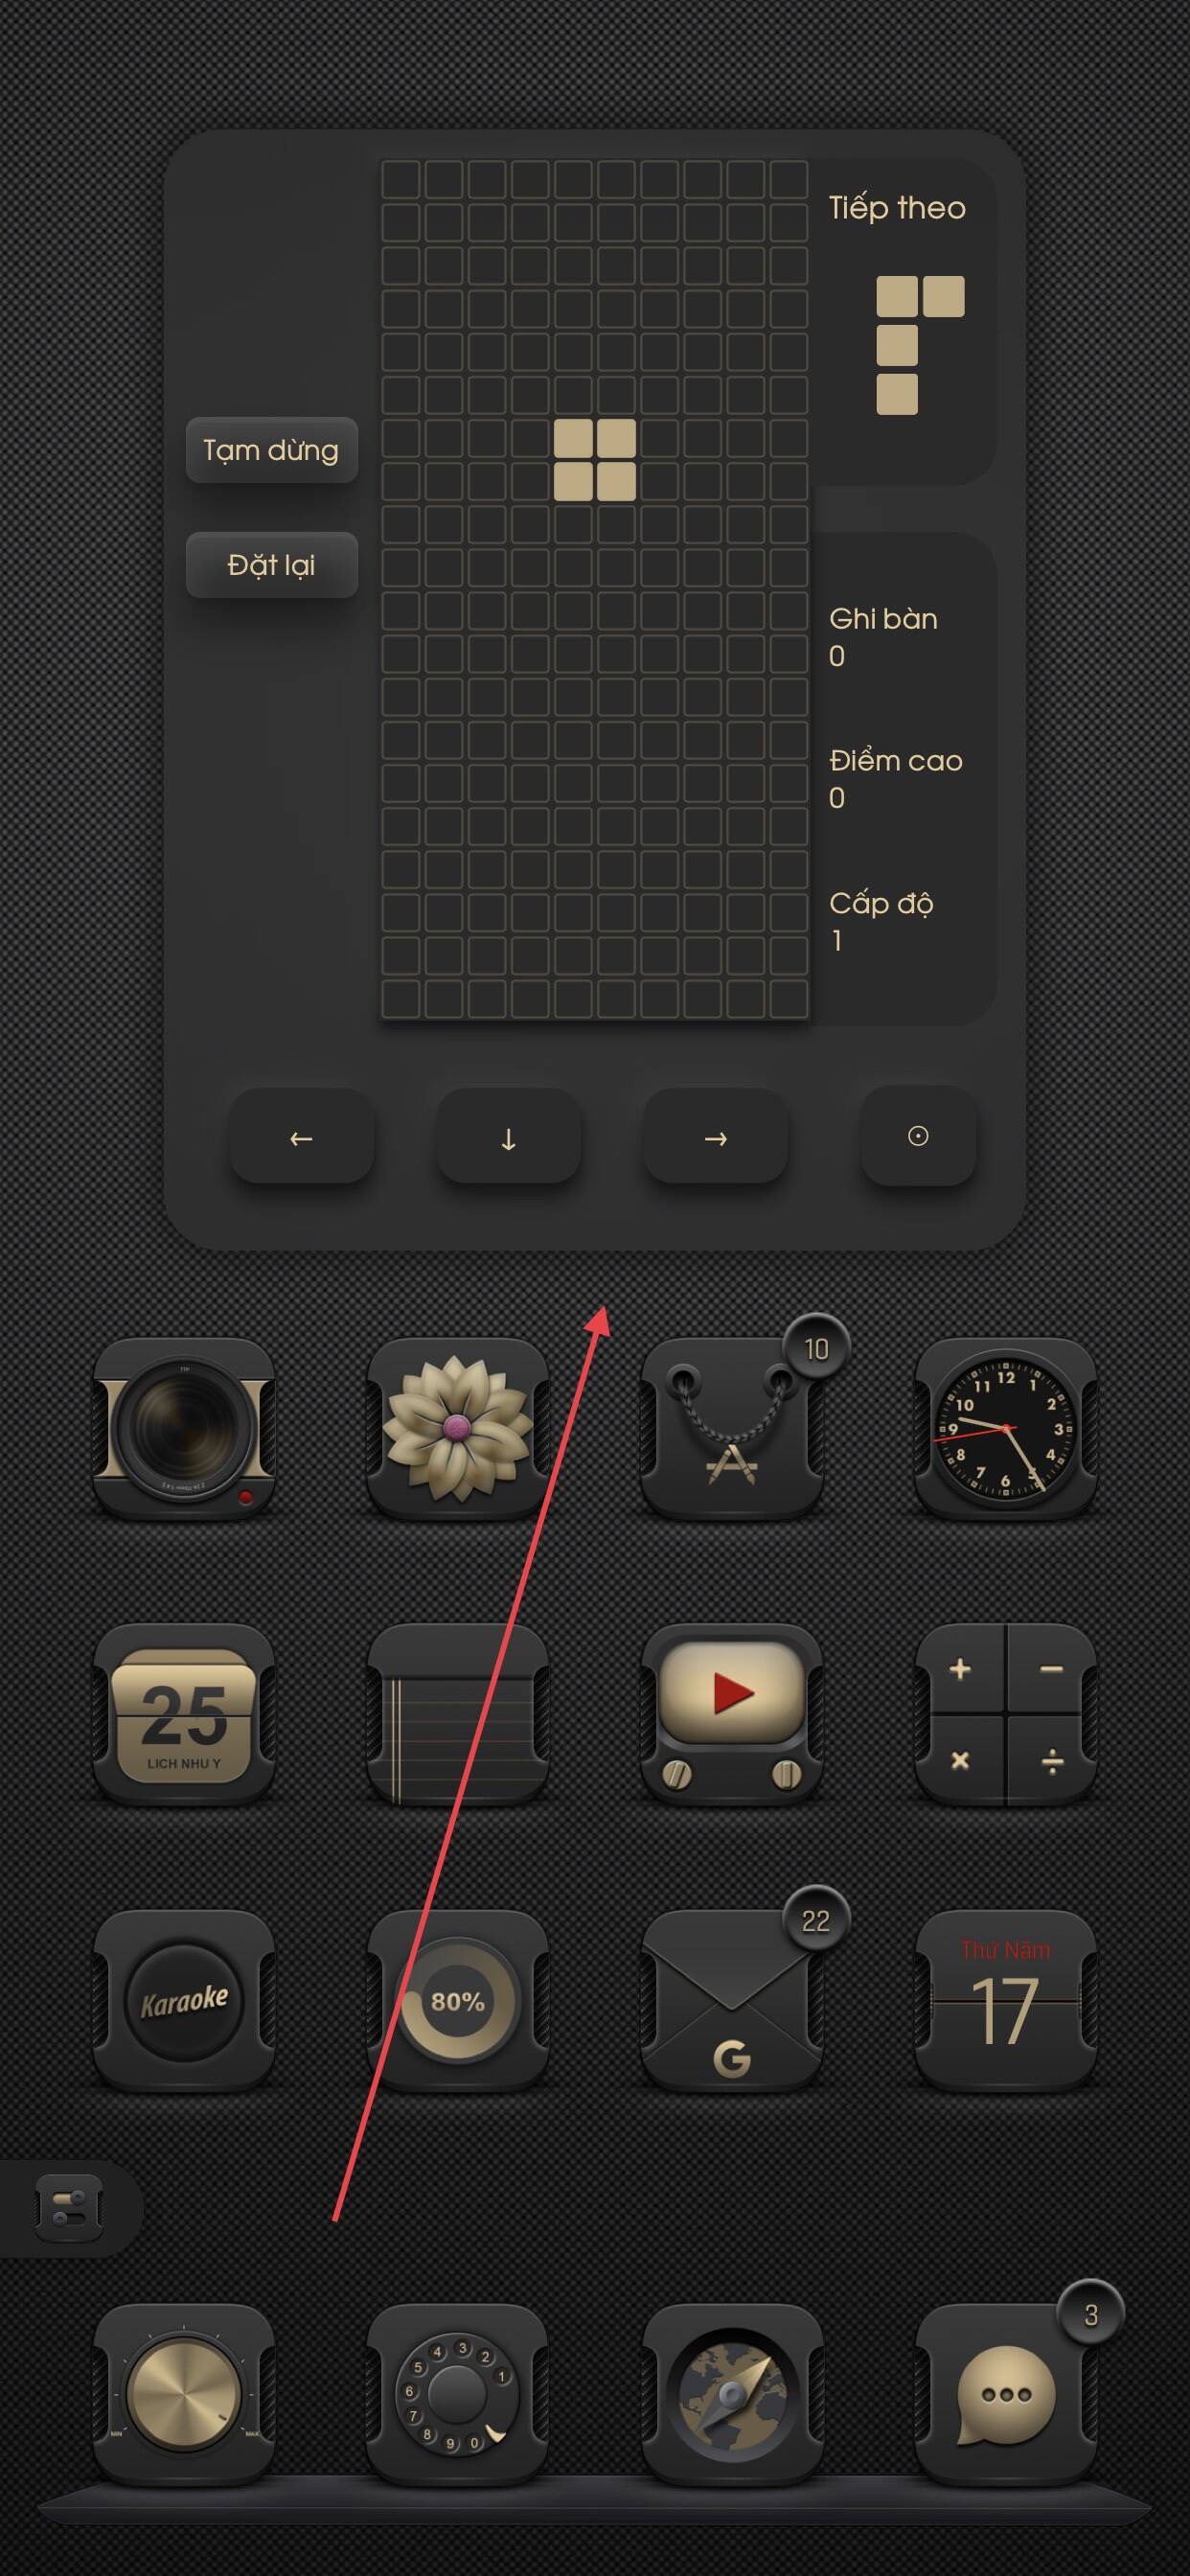 Tiếp theo
Tạm dừng
Đặt lại
Ghi bàn
0
Điểm cao
0
Cấp độ
1
← ↓ → ⊙
10
12
1
2
3
4
5
6
7
8
9
10
11
25
LICH NHU Y
+ −
× ÷
Karaoke
80%
22
G
Thứ Năm
17
3
MIN MAX
1
2
3
4
5
6
7
8
9
0